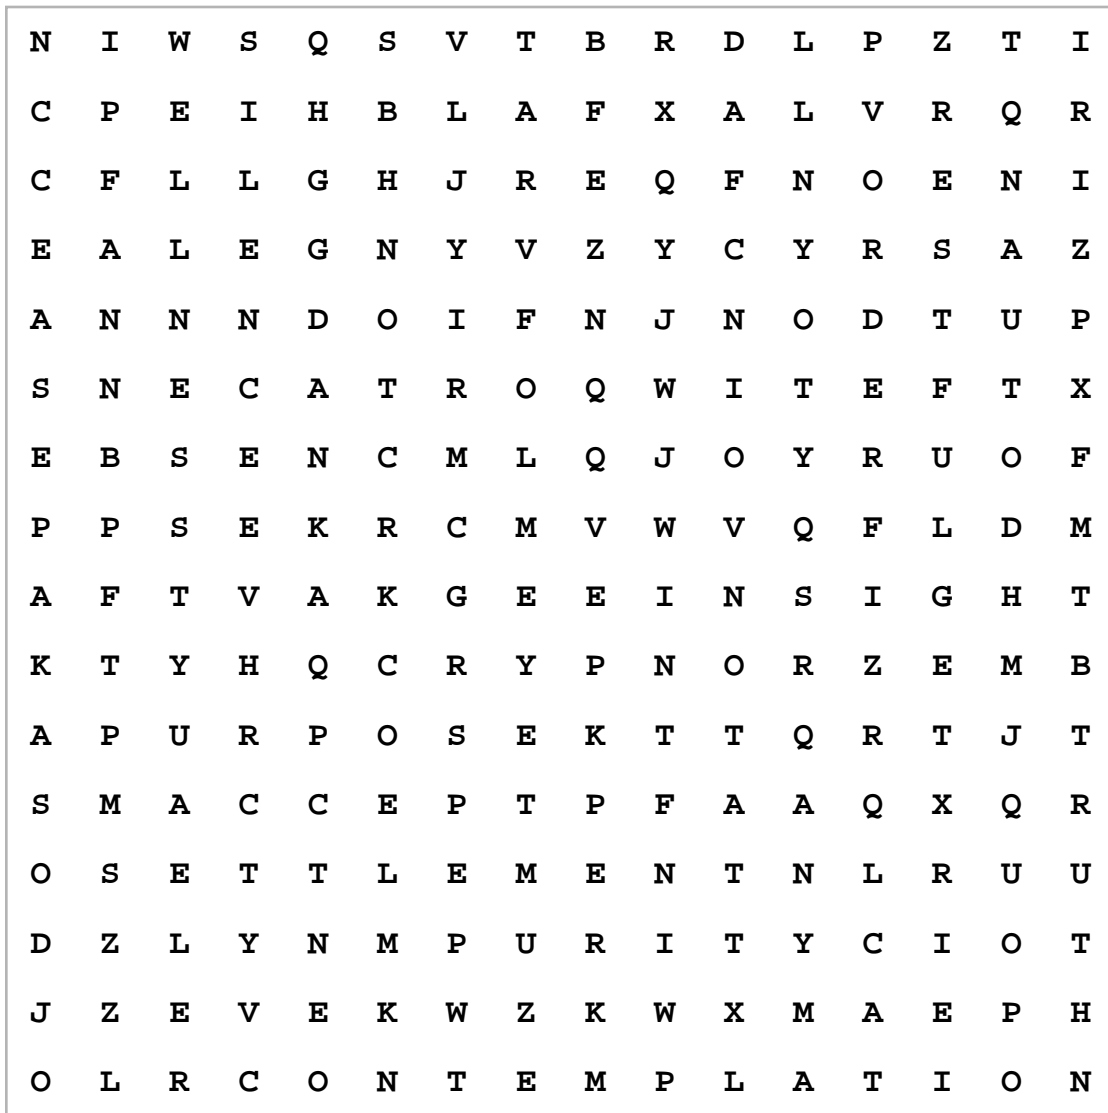 N I W S Q S V T B R D L P Z T I
C P E I H B L A F X A L V R Q R
C F L L G H J R E Q F N O E N I
E A L E G N Y V Z Y C Y R S A Z
A N N N D O I F N J N O D T U P
S N E C A T R O Q W I T E F T X
E B S E N C M L Q J O Y R U O F
P P S E K R C M V W V Q F L D M
A F T V A K G E E I N S I G H T
K T Y H Q C R Y P N O R Z E M B
A P U R P O S E K T T Q R T J T
S M A C C E P T P F A A Q X Q R
O S E T T L E M E N T N L R U U
D Z L Y N M P U R I T Y C I O T
J Z E V E K W Z K W X M A E P H
O L R C O N T E M P L A T I O N